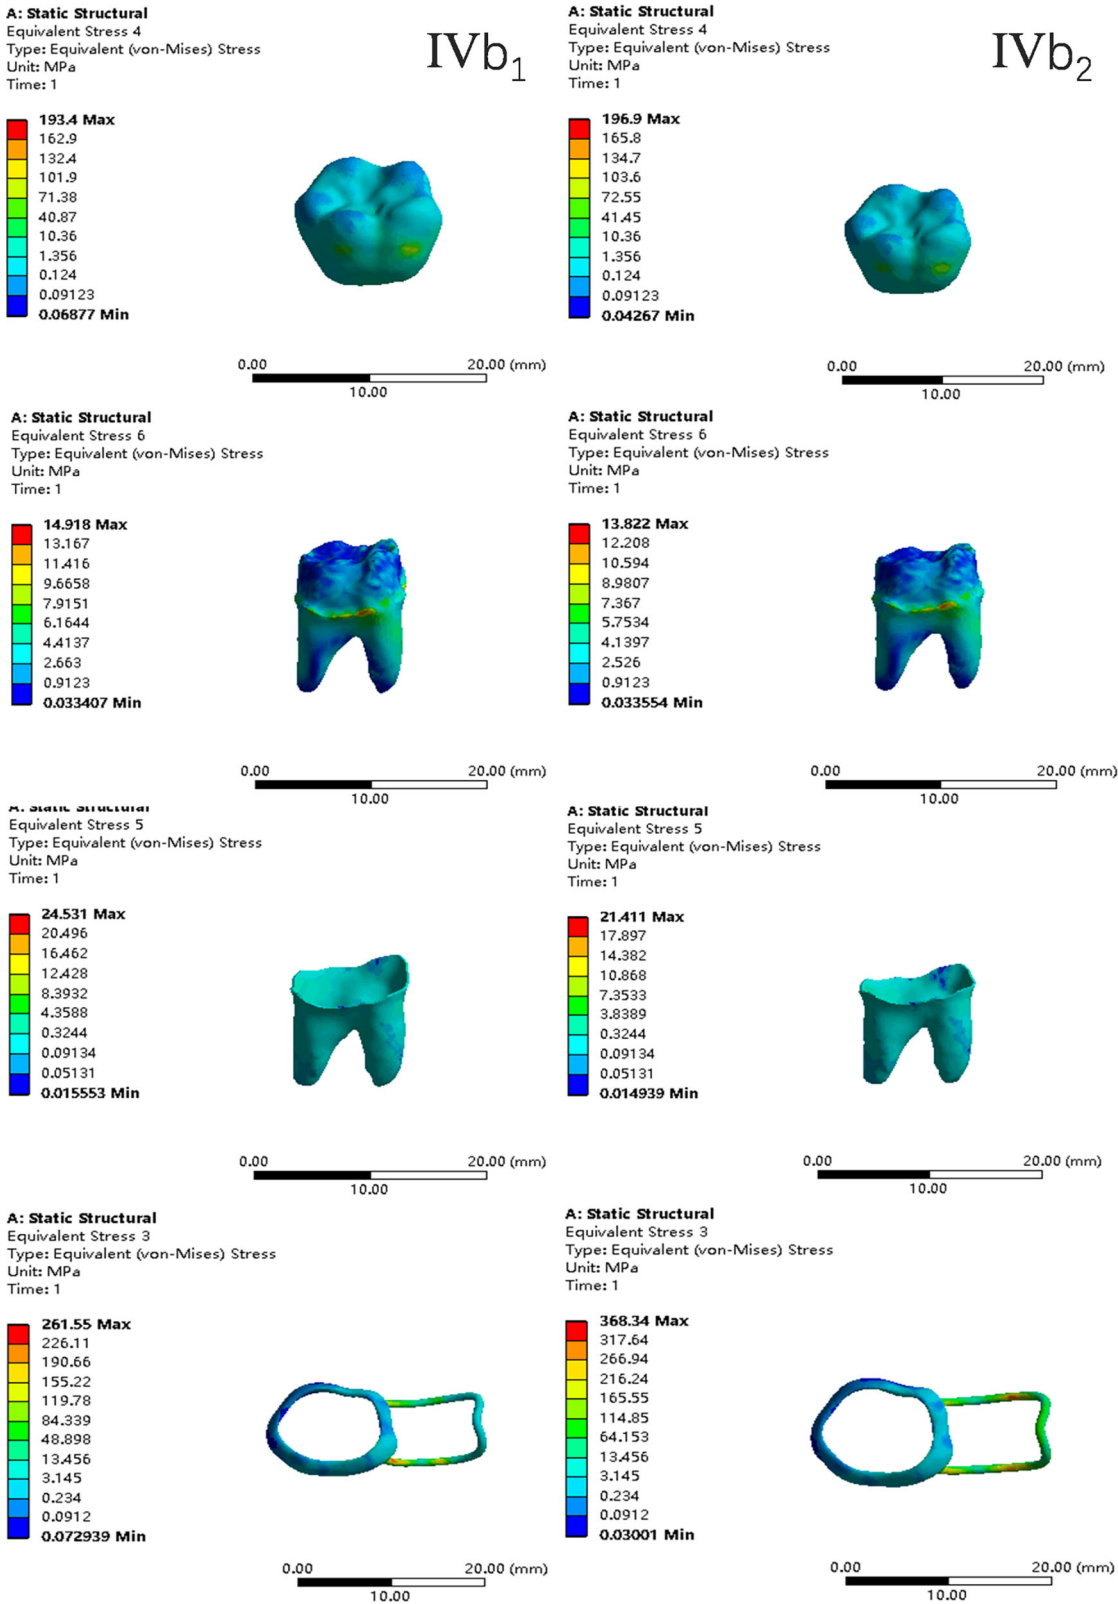 A: Static Structural
Equivalent Stress 4
Type: Equivalent (von-Mises) Stress
Unit: MPa
Time: 1
IVb1
193.4 Max
162.9
132.4
101.9
71.38
40.87
10.36
1.356
0.124
0.09123
0.06877 Min
0.00
20.00 (mm)
10.00
A: Static Structural
Equivalent Stress 4
Type: Equivalent (von-Mises) Stress
Unit: MPa
Time: 1
IVb2
196.9 Max
165.8
134.7
103.6
72.55
41.45
10.36
1.356
0.124
0.09123
0.04267 Min
0.00
20.00 (mm)
10.00
A: Static Structural
Equivalent Stress 6
Type: Equivalent (von-Mises) Stress
Unit: MPa
Time: 1
14.918 Max
13.167
11.416
9.6658
7.9151
6.1644
4.4137
2.663
0.9123
0.033407 Min
0.00
20.00 (mm)
10.00
A: Static Structural
Equivalent Stress 6
Type: Equivalent (von-Mises) Stress
Unit: MPa
Time: 1
13.822 Max
12.208
10.594
8.9807
7.367
5.7534
4.1397
2.526
0.9123
0.033554 Min
0.00
20.00 (mm)
10.00
A: Static Structural
Equivalent Stress 5
Type: Equivalent (von-Mises) Stress
Unit: MPa
Time: 1
24.531 Max
20.496
16.462
12.428
8.3932
4.3588
0.3244
0.09134
0.05131
0.015553 Min
0.00
20.00 (mm)
10.00
A: Static Structural
Equivalent Stress 5
Type: Equivalent (von-Mises) Stress
Unit: MPa
Time: 1
21.411 Max
17.897
14.382
10.868
7.3533
3.8389
0.3244
0.09134
0.05131
0.014939 Min
0.00
20.00 (mm)
10.00
A: Static Structural
Equivalent Stress 3
Type: Equivalent (von-Mises) Stress
Unit: MPa
Time: 1
261.55 Max
226.11
190.66
155.22
119.78
84.339
48.898
13.456
3.145
0.234
0.0912
0.072939 Min
0.00
20.00 (mm)
10.00
A: Static Structural
Equivalent Stress 3
Type: Equivalent (von-Mises) Stress
Unit: MPa
Time: 1
368.34 Max
317.64
266.94
216.24
165.55
114.85
64.153
13.456
3.145
0.234
0.0912
0.03001 Min
0.00
20.00 (mm)
10.00